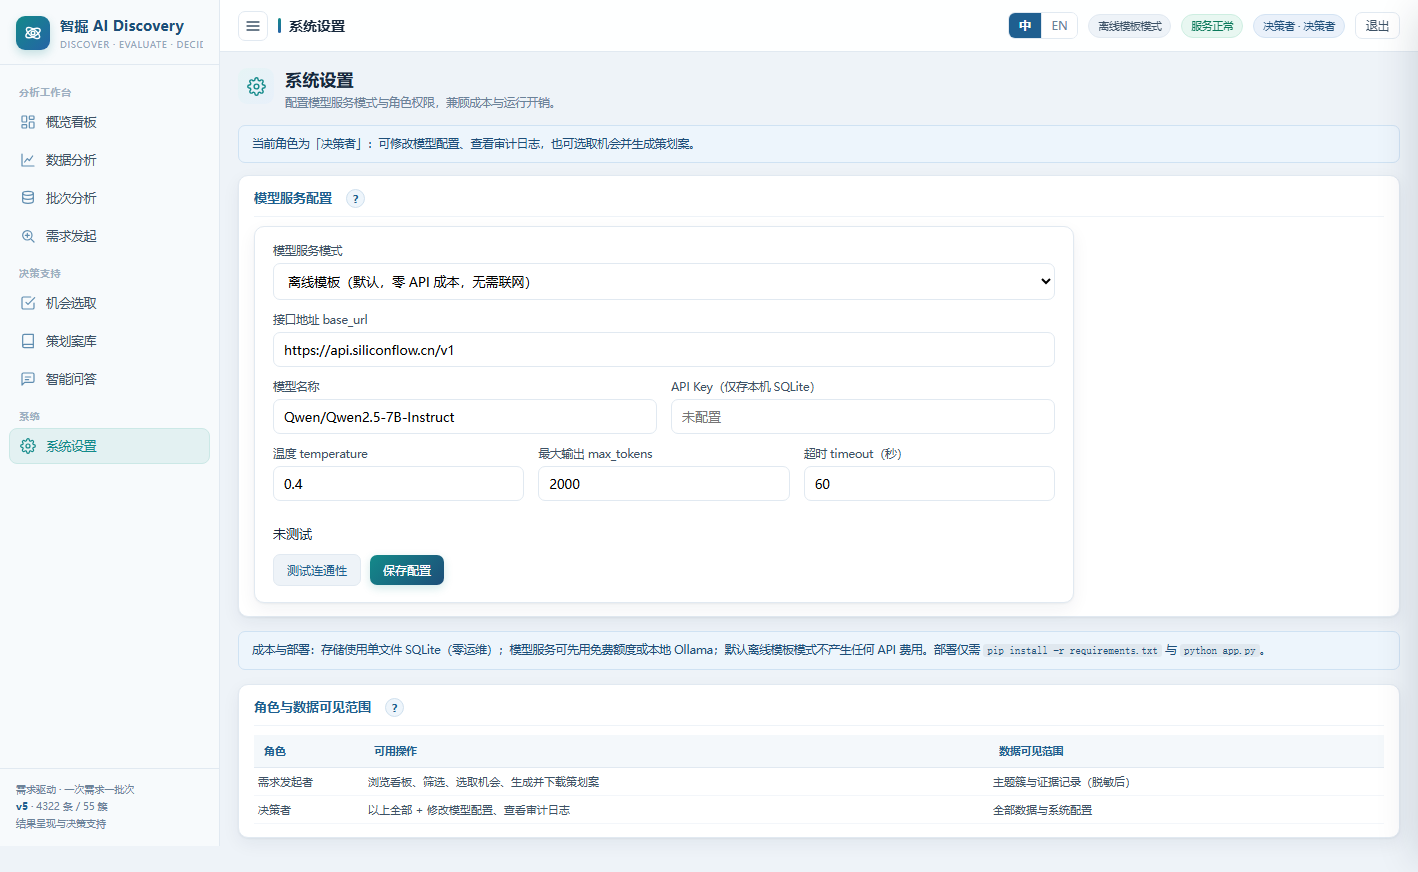 智掘 AI Discovery
DISCOVER · EVALUATE · DECID
分析工作台
概览看板
数据分析
批次分析
需求发起
决策支持
机会选取
策划案库
智能问答
系统
系统设置
需求驱动 · 一次需求一批次
v5 · 4322 条 / 55 簇
结果呈现与决策支持
系统设置
中 EN 离线模板模式 服务正常 决策者 · 决策者 退出
系统设置
配置模型服务模式与角色权限，兼顾成本与运行开销。
当前角色为「决策者」：可修改模型配置、查看审计日志，也可选取机会并生成策划案。
模型服务配置 ?
模型服务模式
离线模板（默认，零 API 成本，无需联网）
接口地址 base_url
https://api.siliconflow.cn/v1
模型名称 API Key（仅存本机 SQLite）
Qwen/Qwen2.5-7B-Instruct 未配置
温度 temperature 最大输出 max_tokens 超时 timeout（秒）
0.4 2000 60
未测试
测试连通性 保存配置
成本与部署：存储使用单文件 SQLite（零运维）；模型服务可先用免费额度或本地 Ollama；默认离线模板模式不产生任何 API 费用。部署仅需 pip install -r requirements.txt 与 python app.py。
角色与数据可见范围 ?
角色 可用操作 数据可见范围
需求发起者 浏览看板、筛选、选取机会、生成并下载策划案 主题簇与证据记录（脱敏后）
决策者 以上全部 + 修改模型配置、查看审计日志 全部数据与系统配置